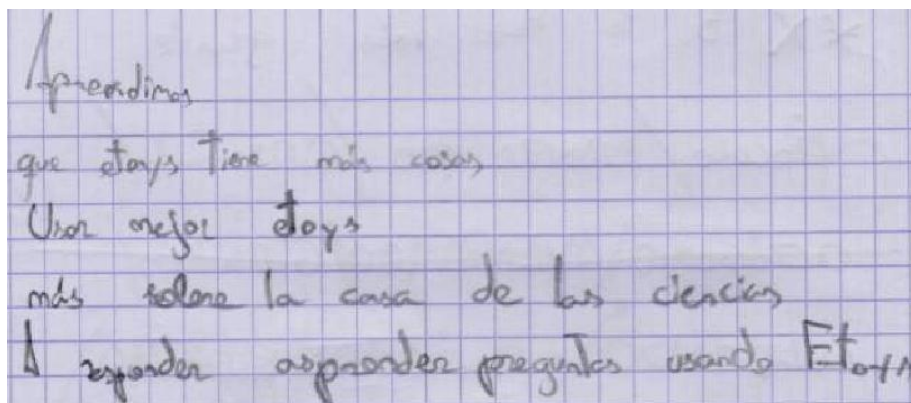 Aprendimos
que etoys tiene más cosas
Usar mejor etoys
más sobre la casa de las ciencias
A responder preguntas usando Etoys